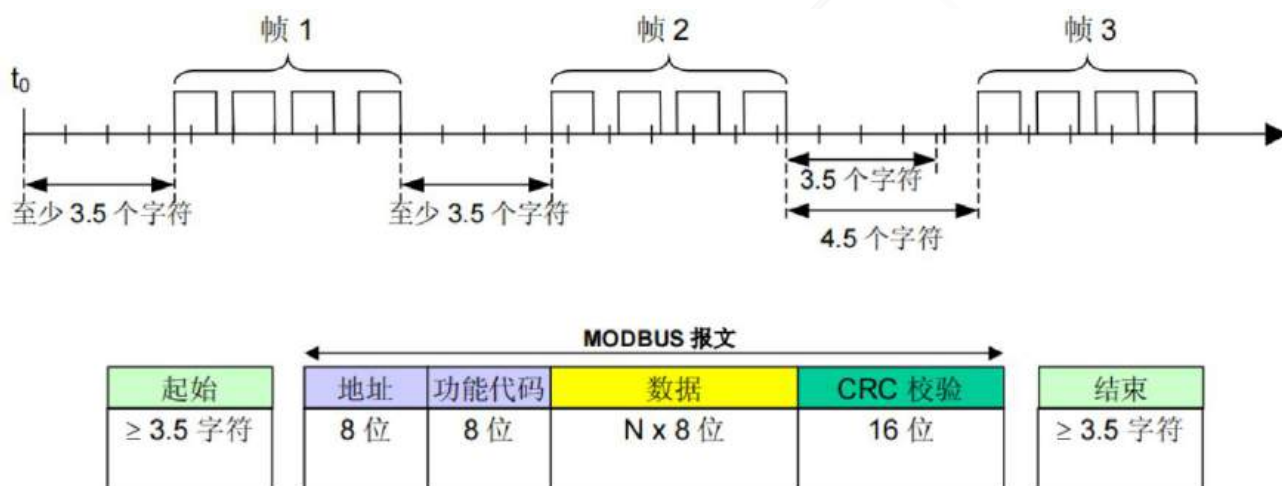 帧 1 帧 2 帧 3
t0
3.5 个字符
至少 3.5 个字符 至少 3.5 个字符
4.5 个字符
MODBUS 报文
起始 地址 功能代码 数据 CRC 校验 结束
≥ 3.5 字符 8 位 8 位 N x 8 位 16 位 ≥ 3.5 字符